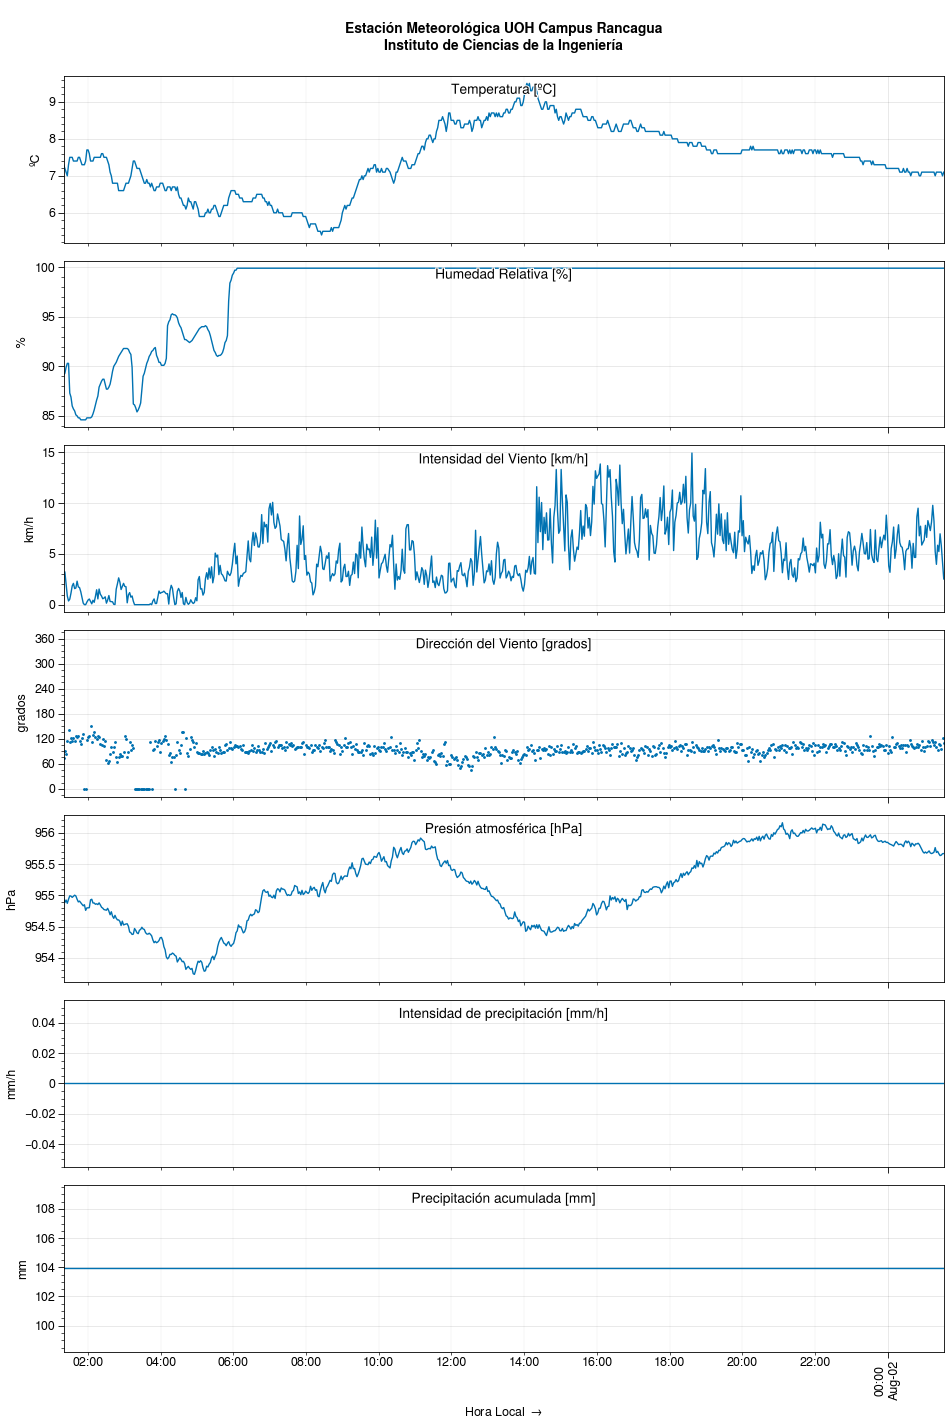 Estación Meteorológica UOH Campus Rancagua
Instituto de Ciencias de la Ingeniería
Temperatura [ºC]
9
8
7
6
ºC
Humedad Relativa [%]
100
95
90
85
%
Intensidad del Viento [km/h]
15
10
5
0
km/h
Dirección del Viento [grados]
360
300
240
180
120
60
0
grados
Presión atmosférica [hPa]
956
955.5
955
954.5
954
hPa
Intensidad de precipitación [mm/h]
0.04
0.02
0
−0.02
−0.04
mm/h
Precipitación acumulada [mm]
108
106
104
102
100
mm
02:00 04:00 06:00 08:00 10:00 12:00 14:00 16:00 18:00 20:00 22:00
00:00
Aug-02
Hora Local →